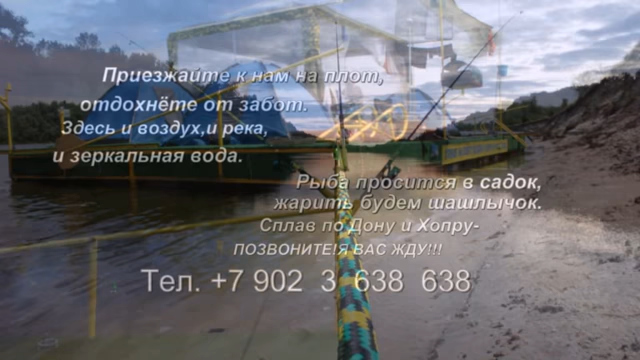 Приезжайте к нам на плот,
отдохнёте от забот.
Здесь и воздух,и река,
и зеркальная вода.
Рыба просится в садок,
жарить будем шашлычок.
Сплав по Дону и Хопру-
ПОЗВОНИТЕ!Я ВАС ЖДУ!!!
Тел. +7 902 3 638 638